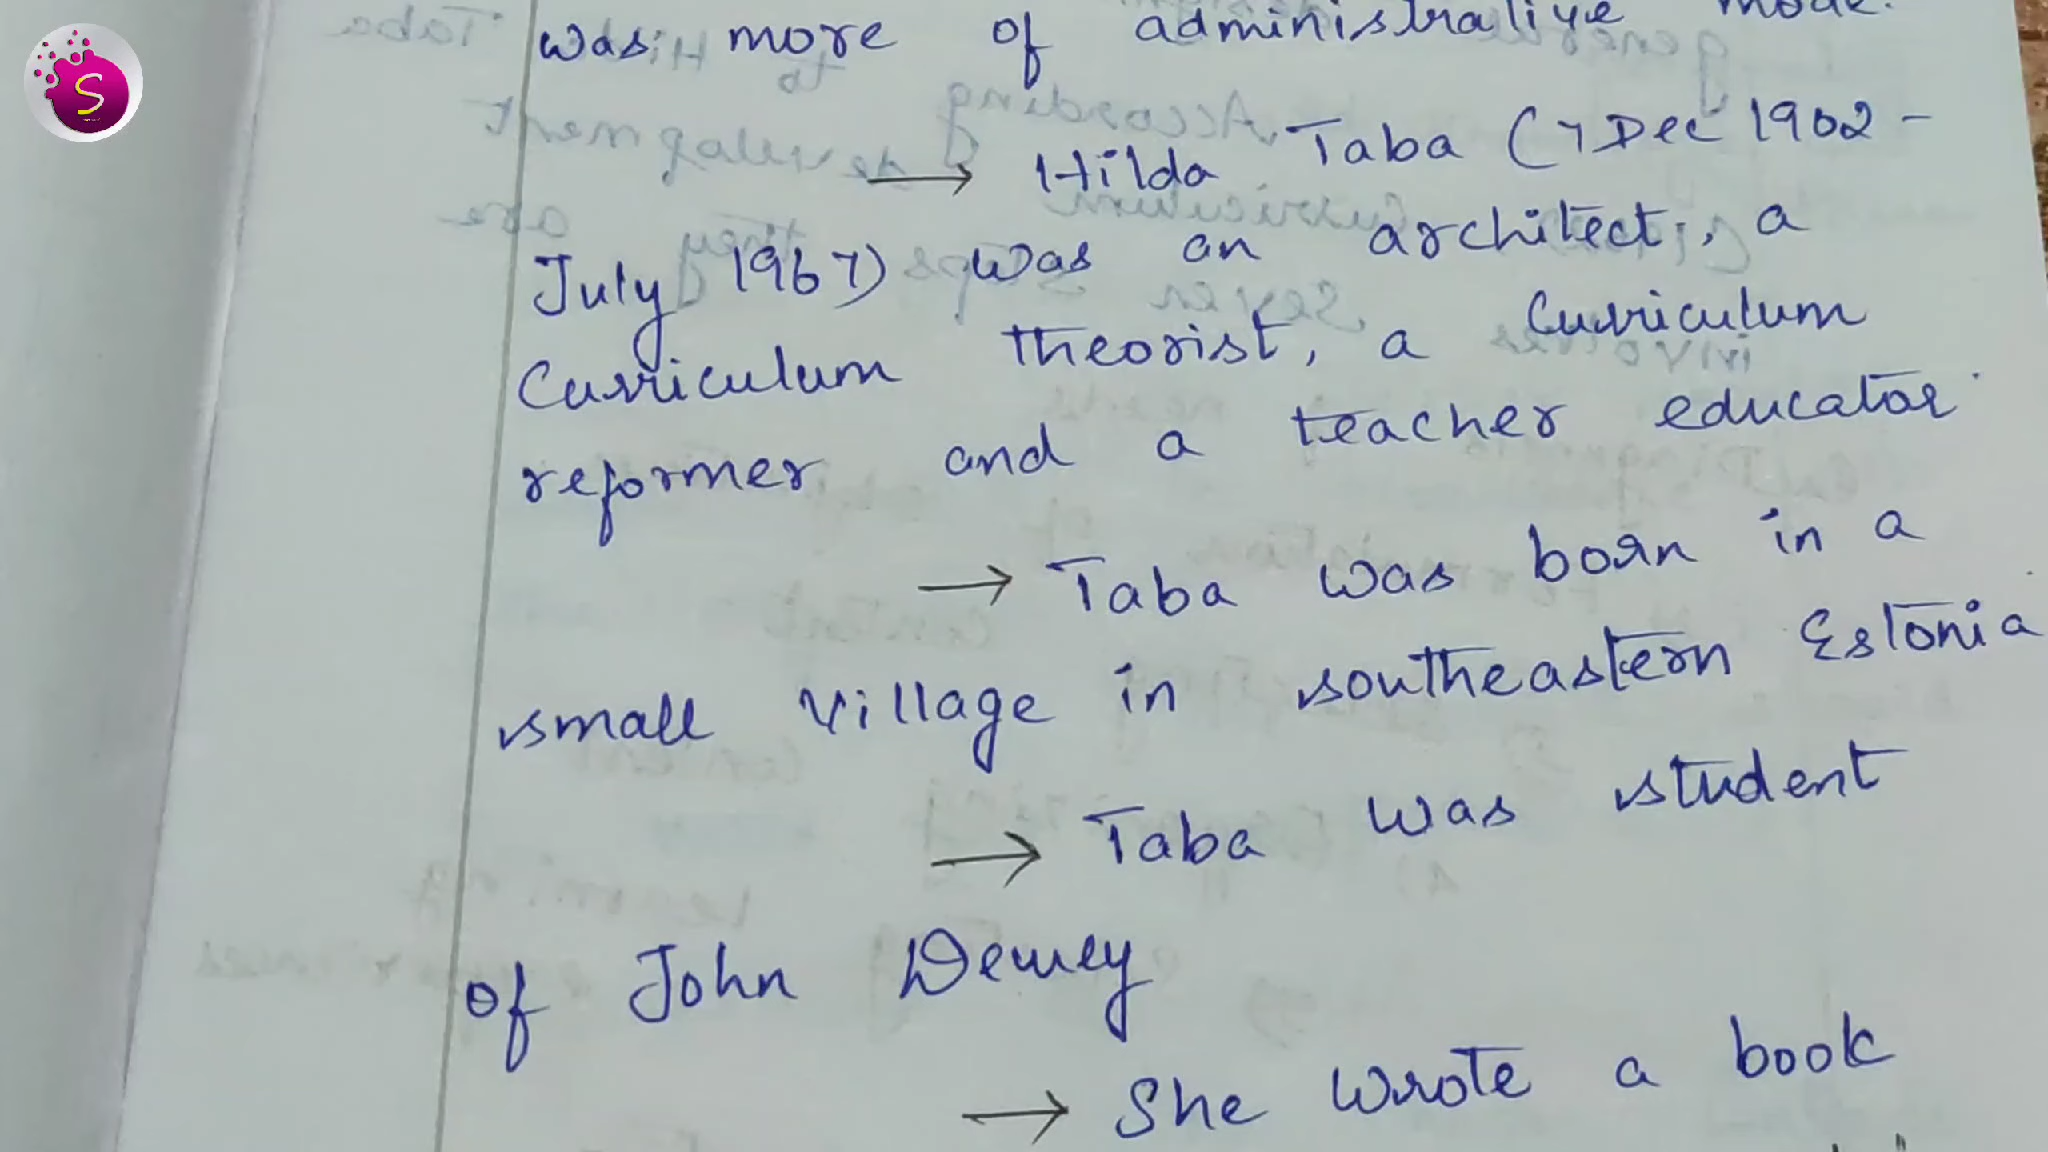 was more of administrative mode.
→ Hilda Taba (7 Dec 1902 -
July 1967) was an architect, a
Curriculum theorist, a Curriculum
reformer and a teacher educator.
→ Taba was born in a
small village in southeastern Estonia
→ Taba was student
of John Dewey
→ She wrote a book
S